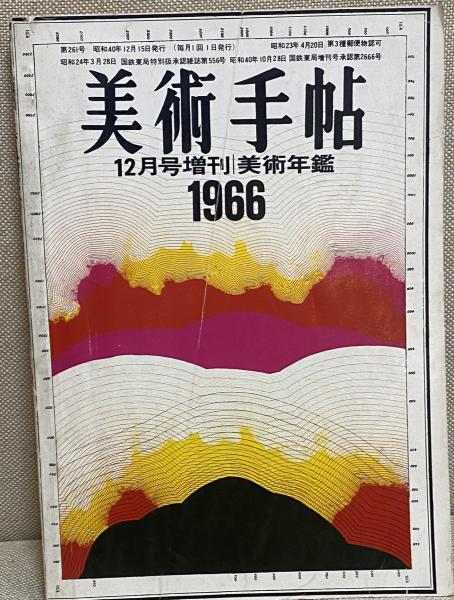 第261号 昭和40年12月15日発行 (毎月1回1日発行) 昭和23年4月20日 第3種郵便物認可
昭和24年3月28日 国鉄東局特別扱承認雑誌第556号 昭和40年10月28日 国鉄東局増刊号承認第2666号
美術手帖
12月号増刊|美術年鑑
1966